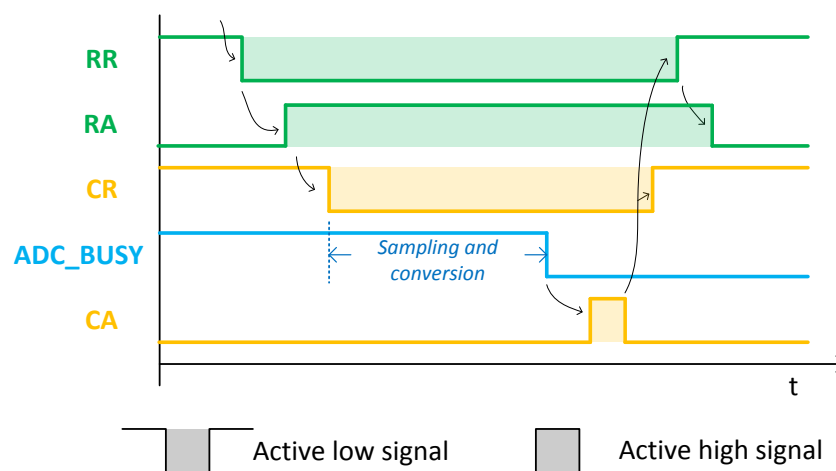 RR
RA
CR
ADC_BUSY
Sampling and
conversion
CA
t
Active low signal
Active high signal